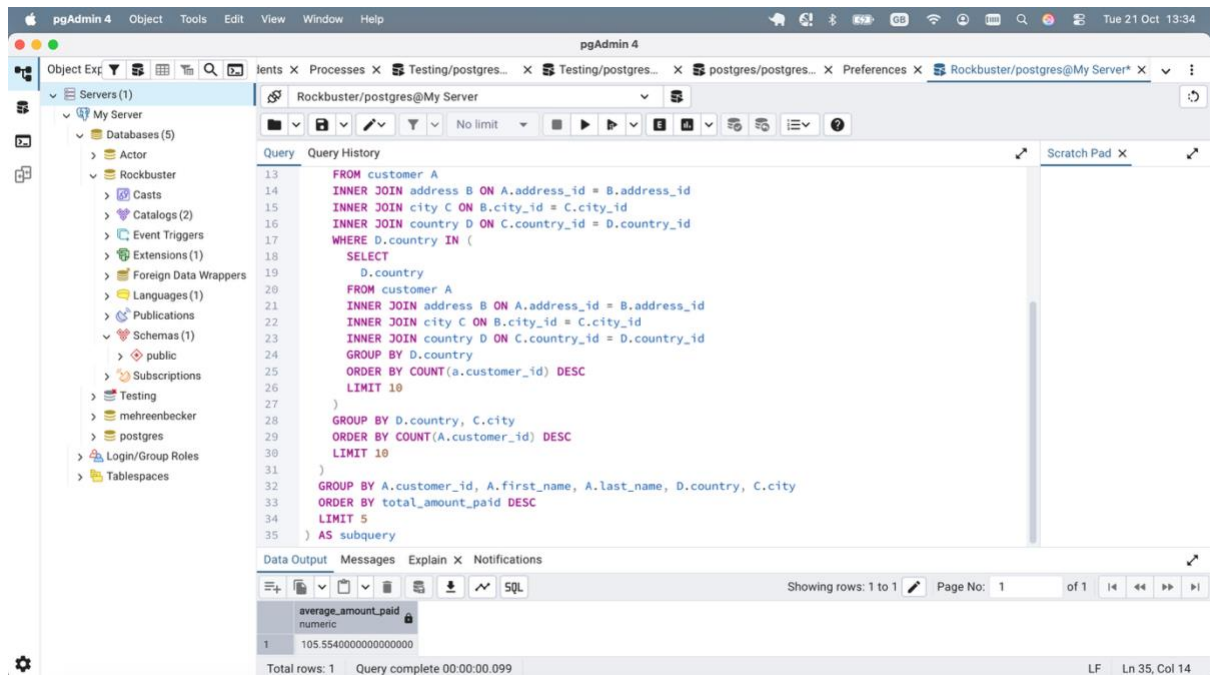 pgAdmin 4 Object Tools Edit View Window Help GB Tue 21 Oct 13:34
pgAdmin 4
Object Exp
dents × Processes × Testing/postgres... × Testing/postgres... × postgres/postgres... × Preferences × Rockbuster/postgres@My Server* ×
Servers (1)
My Server
Databases (5)
Actor
Rockbuster
Casts
Catalogs (2)
Event Triggers
Extensions (1)
Foreign Data Wrappers
Languages (1)
Publications
Schemas (1)
public
Subscriptions
Testing
mehreenbecker
postgres
Login/Group Roles
Tablespaces
Rockbuster/postgres@My Server
No limit
Query Query History
Scratch Pad ×
13 FROM customer A
14 INNER JOIN address B ON A.address_id = B.address_id
15 INNER JOIN city C ON B.city_id = C.city_id
16 INNER JOIN country D ON C.country_id = D.country_id
17 WHERE D.country IN (
18 SELECT
19 D.country
20 FROM customer A
21 INNER JOIN address B ON A.address_id = B.address_id
22 INNER JOIN city C ON B.city_id = C.city_id
23 INNER JOIN country D ON C.country_id = D.country_id
24 GROUP BY D.country
25 ORDER BY COUNT(a.customer_id) DESC
26 LIMIT 10
27 )
28 GROUP BY D.country, C.city
29 ORDER BY COUNT(A.customer_id) DESC
30 LIMIT 10
31 )
32 GROUP BY A.customer_id, A.first_name, A.last_name, D.country, C.city
33 ORDER BY total_amount_paid DESC
34 LIMIT 5
35 ) AS subquery
Data Output Messages Explain × Notifications
SQL Showing rows: 1 to 1 Page No: 1 of 1
average_amount_paid
numeric
1 105.5540000000000000
Total rows: 1 Query complete 00:00:00.099 LF Ln 35, Col 14